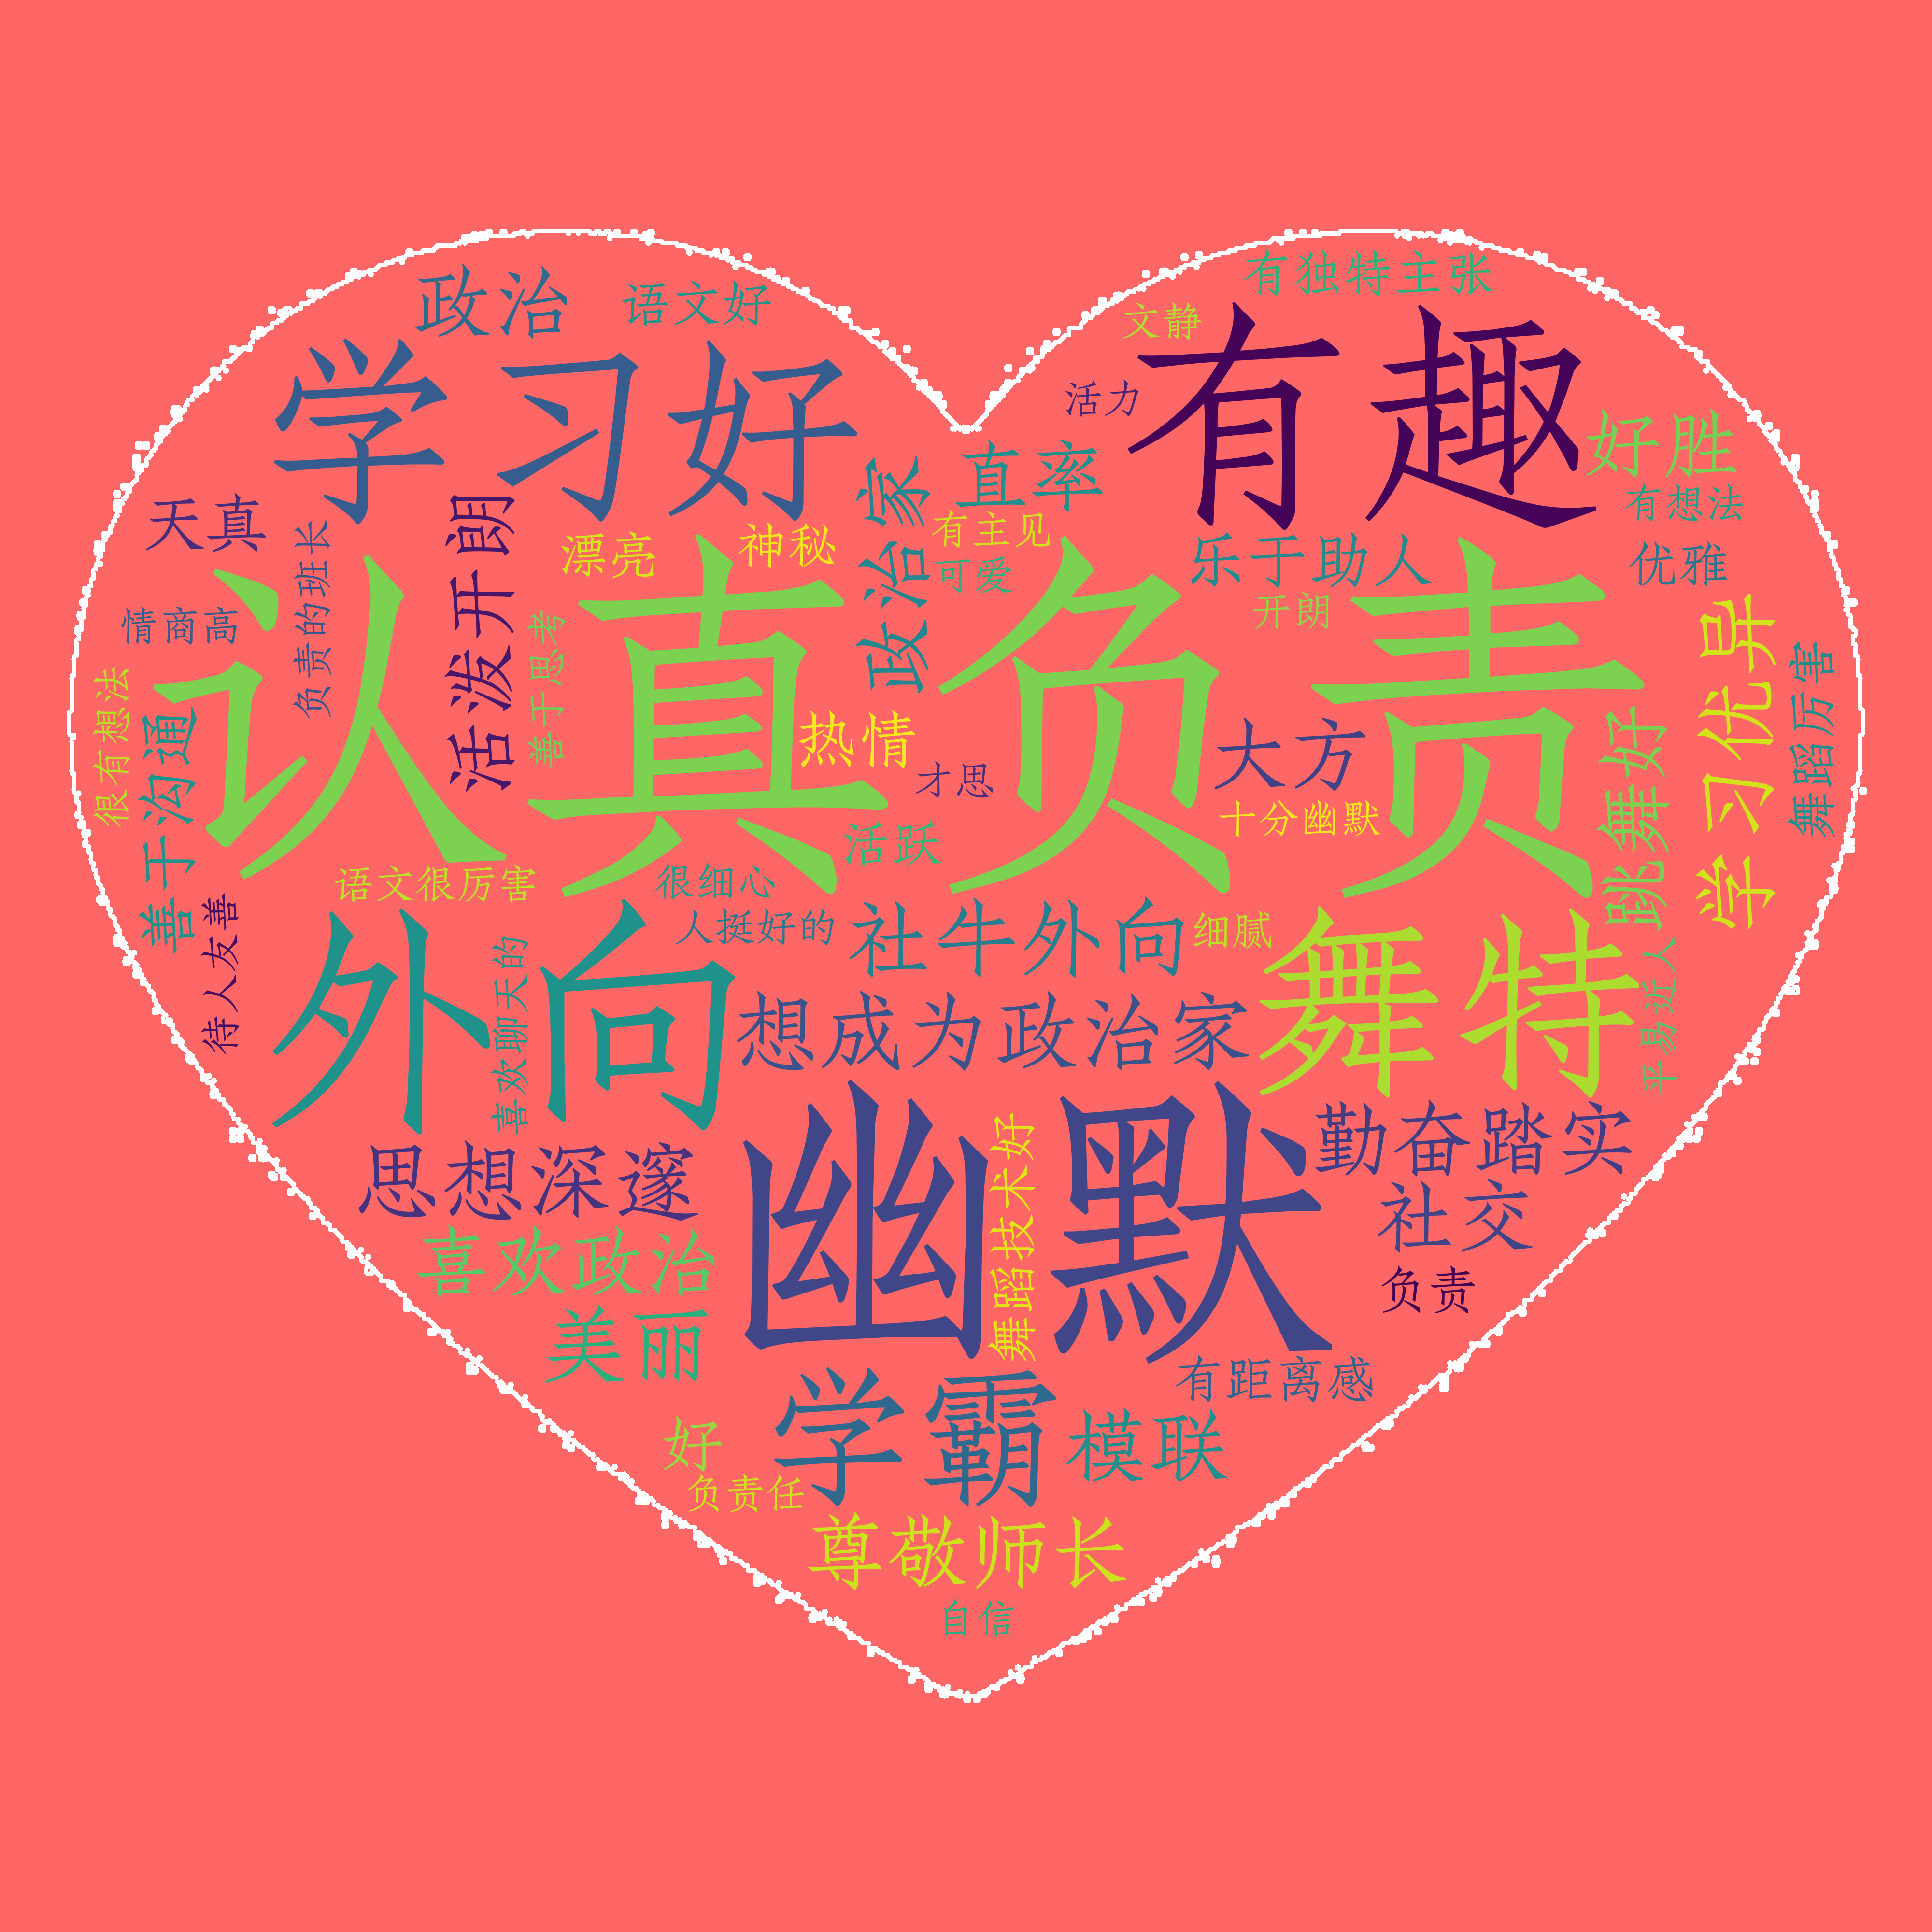 有独特主张
政治
语文好
文静
有趣
学习好
活力
好胜
直率
政治家
有想法
天真
负责的班长
活泼开朗
漂亮
神秘
有主见
可爱
乐于助人
优雅
认真负责
情商高
善于思考
开朗
学习优异
舞蹈厉害
很有想法
善于沟通
热情
才思
大方
十分幽默
跳舞好
活跃
语文很厉害
很细心
待人友善
外向
人挺好的
社牛外向
细腻
舞特
平易近人
喜欢聊天的
想成为政治家
幽默
舞蹈技术好
勤奋踏实
思想深邃
社交
喜欢政治
负责
美丽
有距离感
学霸
模联
好
负责任
尊敬师长
自信